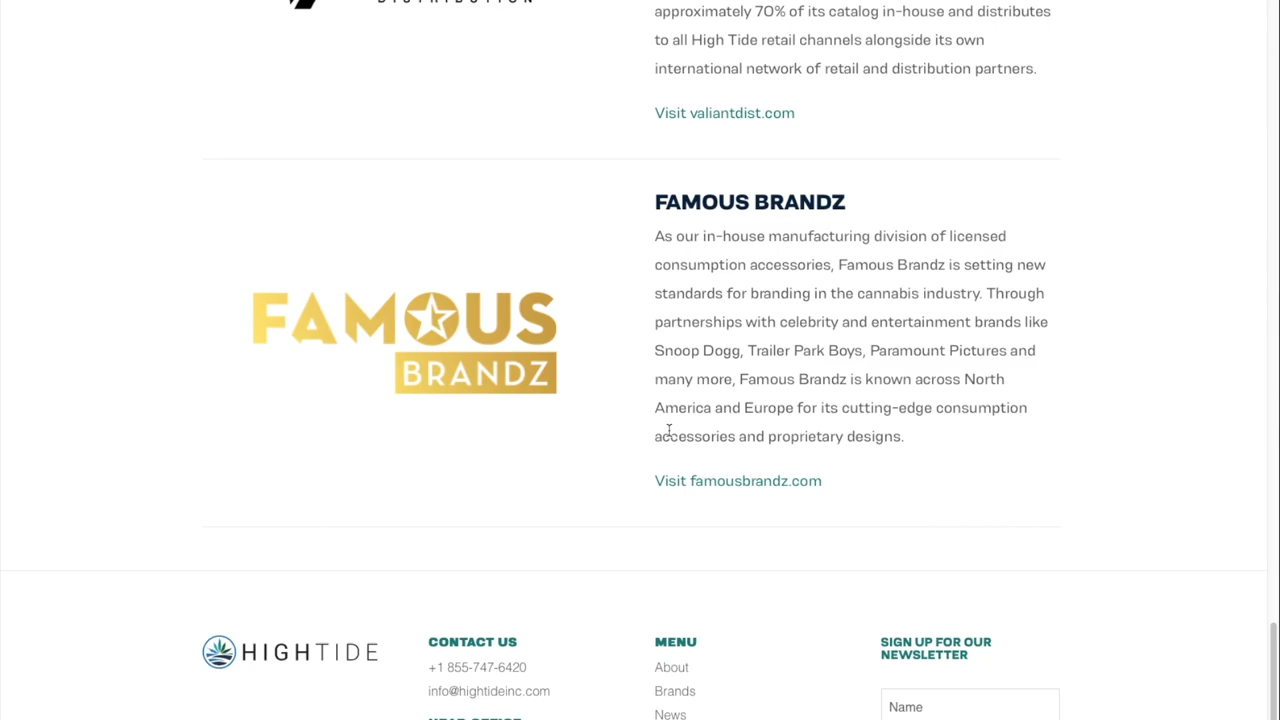 DISTRIBUTION
approximately 70% of its catalog in-house and distributes
to all High Tide retail channels alongside its own
international network of retail and distribution partners.
Visit valiantdist.com
FAMOUS BRANDZ
As our in-house manufacturing division of licensed
consumption accessories, Famous Brandz is setting new
standards for branding in the cannabis industry. Through
partnerships with celebrity and entertainment brands like
Snoop Dogg, Trailer Park Boys, Paramount Pictures and
many more, Famous Brandz is known across North
America and Europe for its cutting-edge consumption
accessories and proprietary designs.
Visit famousbrandz.com
FAMOUS
BRANDZ
HIGHTIDE
CONTACT US
+1 855-747-6420
info@hightideinc.com
HEAD OFFICE
MENU
About
Brands
News
SIGN UP FOR OUR
NEWSLETTER
Name